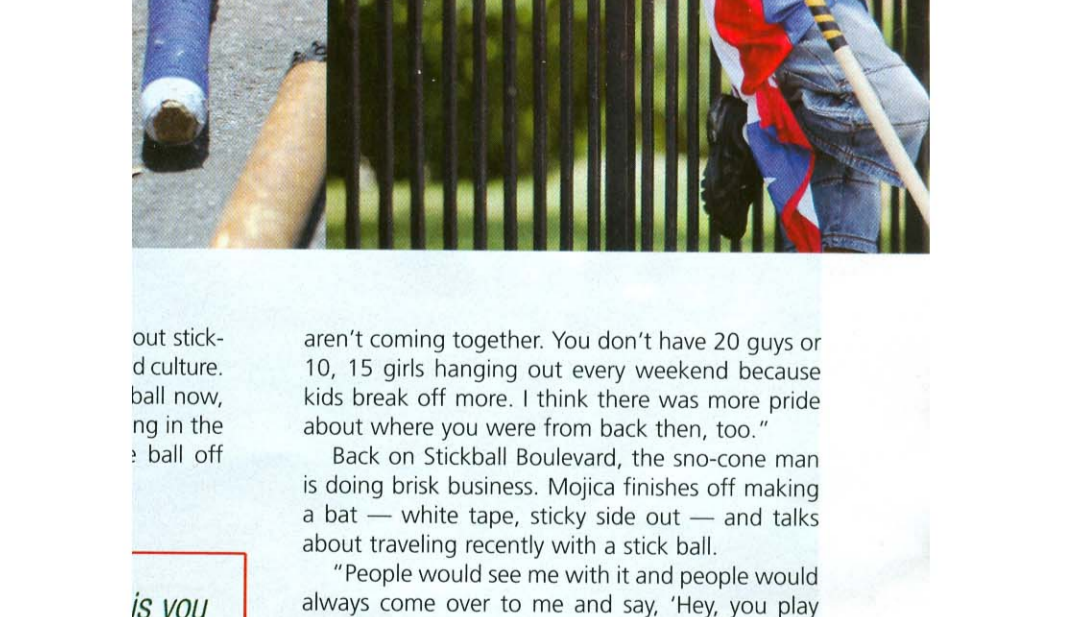 out stick-
d culture.
ball now,
ng in the
ball off
is you
aren't coming together. You don't have 20 guys or
10, 15 girls hanging out every weekend because
kids break off more. I think there was more pride
about where you were from back then, too."
Back on Stickball Boulevard, the sno-cone man
is doing brisk business. Mojica finishes off making
a bat — white tape, sticky side out — and talks
about traveling recently with a stick ball.
"People would see me with it and people would
always come over to me and say, 'Hey, you play